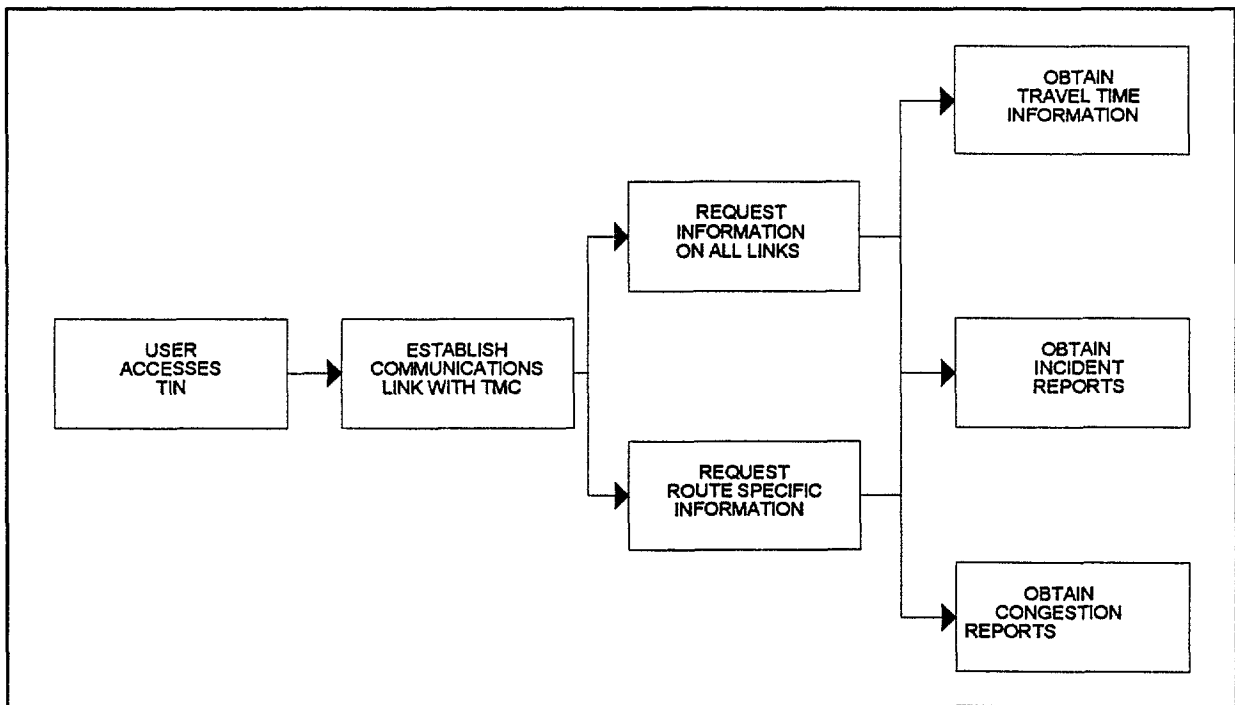 USER
ACCESSES
TIN
ESTABLISH
COMMUNICATIONS
LINK WITH TMC
REQUEST
INFORMATION
ON ALL LINKS
REQUEST
ROUTE SPECIFIC
INFORMATION
OBTAIN
TRAVEL TIME
INFORMATION
OBTAIN
INCIDENT
REPORTS
OBTAIN
CONGESTION
REPORTS